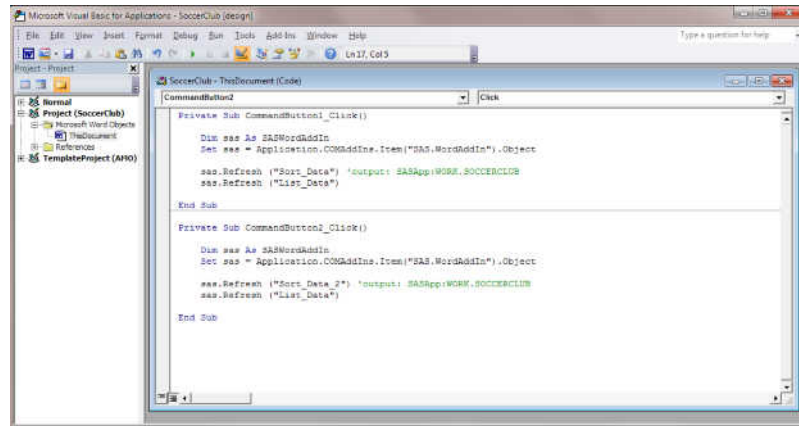 Microsoft Visual Basic for Applications - SoccerClub [design]
File Edit View Insert Format Debug Run Tools Add-Ins Window Help
Type a question for help
Ln 17, Col 5
Project - Project
Normal
Project (SoccerClub)
Microsoft Word Objects
ThisDocument
References
TemplateProject (AMO)
SoccerClub - ThisDocument (Code)
CommandButton2
Click
Private Sub CommandButton1_Click()
Dim sas As SASWordAddIn
Set sas = Application.COMAddIns.Item("SAS.WordAddIn").Object
sas.Refresh ("Sort_Data") 'output: SASApp:WORK.SOCCERCLUB
sas.Refresh ("List_Data")
End Sub
Private Sub CommandButton2_Click()
Dim sas As SASWordAddIn
Set sas = Application.COMAddIns.Item("SAS.WordAddIn").Object
sas.Refresh ("Sort_Data_2") 'output: SASApp:WORK.SOCCERCLUB
sas.Refresh ("List_Data")
End Sub